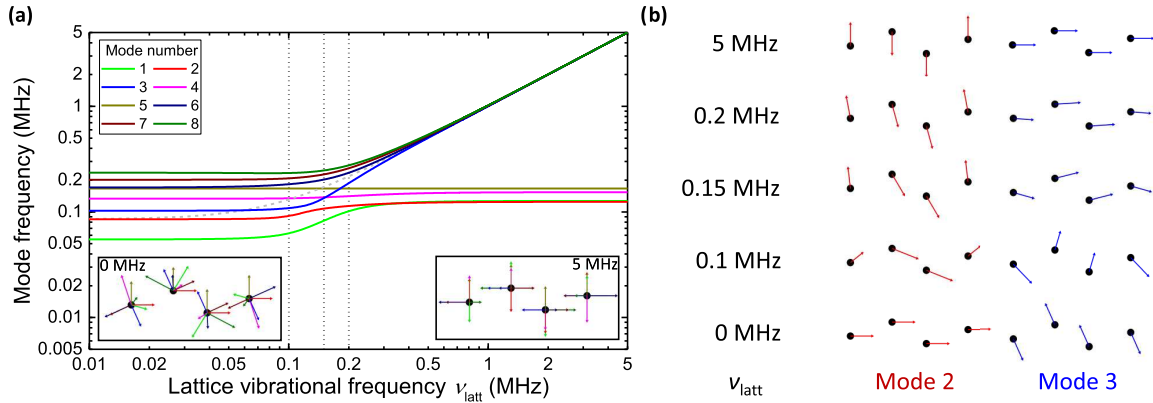 (a)
Mode frequency (MHz)
5
2
1
0.5
0.2
0.1
0.05
0.02
0.01
0.005
Mode number
1 2
3 4
5 6
7 8
0 MHz
5 MHz
0.01 0.02 0.05 0.1 0.2 0.5 1 2 5
Lattice vibrational frequency νlatt (MHz)
(b)
5 MHz
0.2 MHz
0.15 MHz
0.1 MHz
0 MHz
νlatt Mode 2 Mode 3